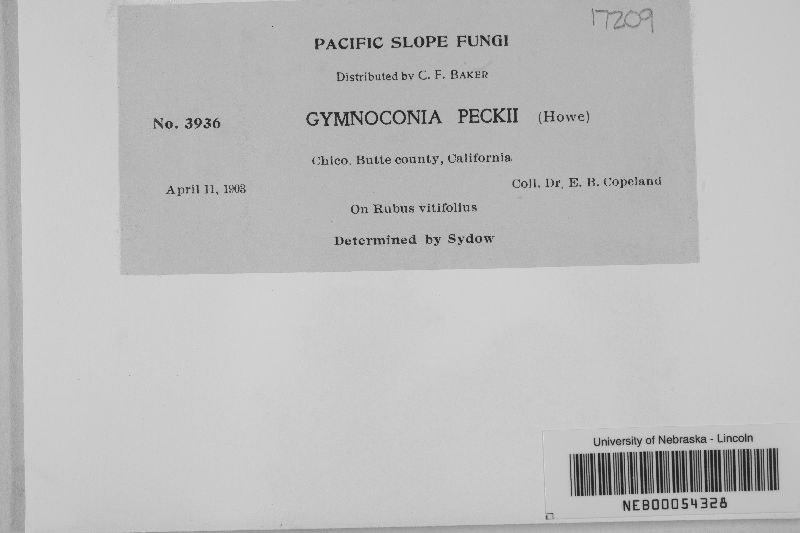 17209
PACIFIC SLOPE FUNGI
Distributed by C. F. BAKER
No. 3936 GYMNOCONIA PECKII (Howe)
Chico, Butte county, California
April 11, 1903 Coll. Dr. E. B. Copeland
On Rubus vitifolius
Determined by Sydow
University of Nebraska - Lincoln
NEB00054328